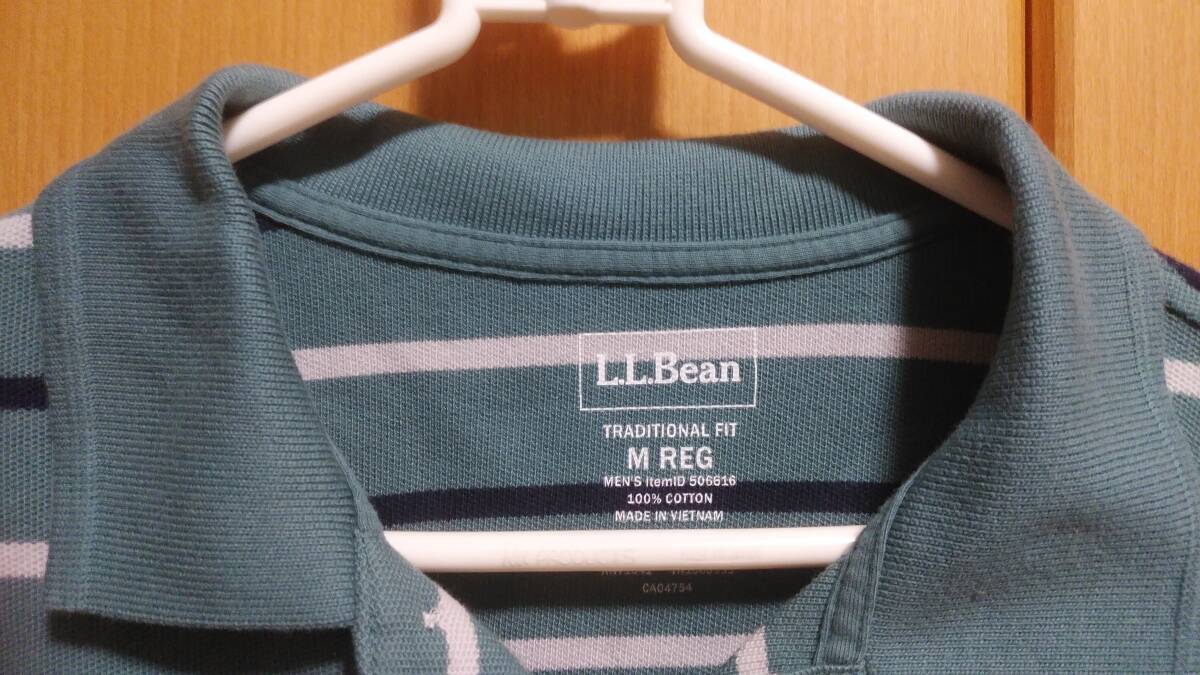 L.L.Bean
TRADITIONAL FIT
M REG
MEN'S ItemID 506616
100% COTTON
MADE IN VIETNAM
CA04754